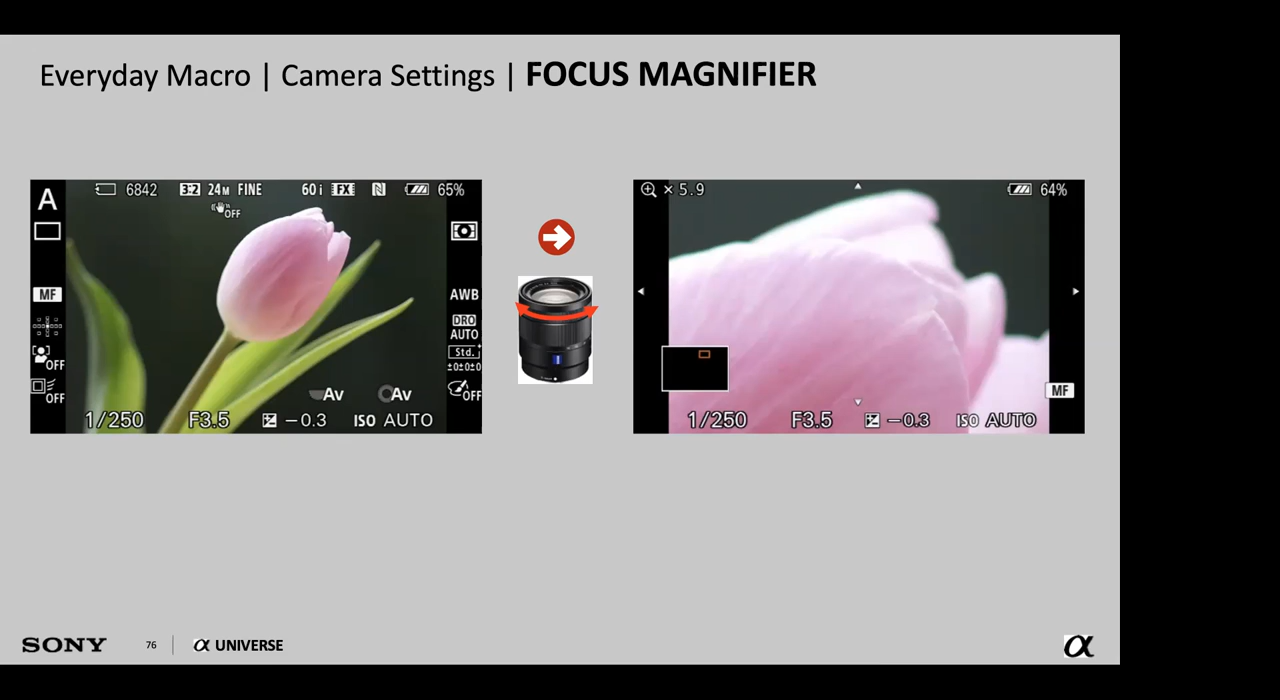 Everyday Macro | Camera Settings | FOCUS MAGNIFIER
A 6842 3:2 24M FINE 60i FX N 65%
OFF
MF AWB
DRO
AUTO
OFF Std.
±0±0±0
OFF Av Av OFF
1/250 F3.5 −0.3 ISO AUTO
× 5.9 64%
MF
1/250 F3.5 −0.3 ISO AUTO
SONY 76 α UNIVERSE α